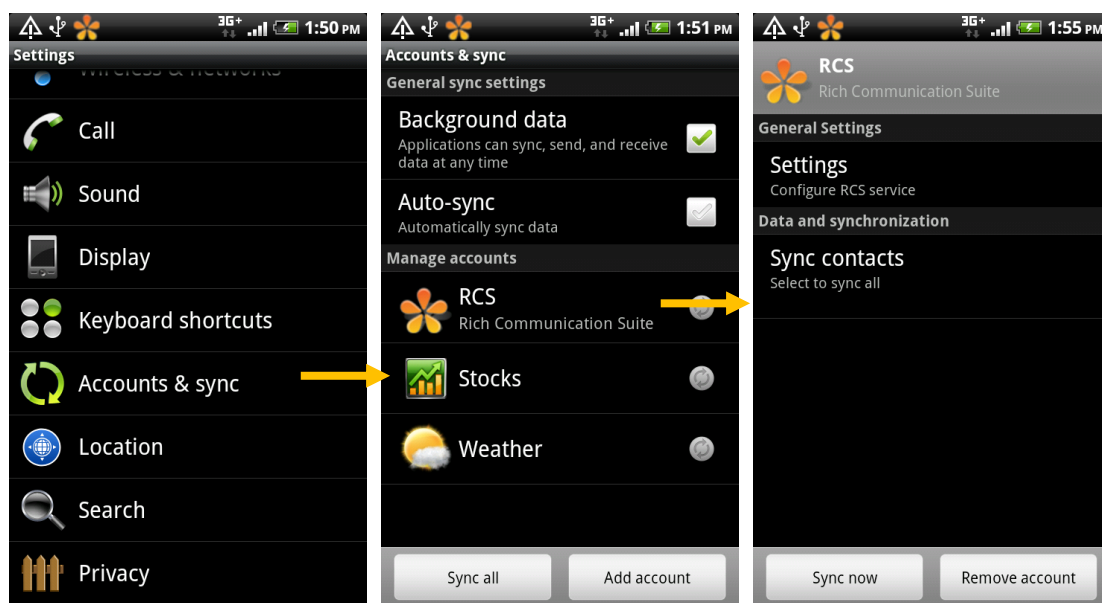 3G+ 1:50 PM
Settings
Wireless & networks
Call
Sound
Display
Keyboard shortcuts
Accounts & sync
Location
Search
Privacy
3G+ 1:51 PM
Accounts & sync
General sync settings
Background data
Applications can sync, send, and receive
data at any time
Auto-sync
Automatically sync data
Manage accounts
RCS
Rich Communication Suite
Stocks
Weather
Sync all
Add account
3G+ 1:55 PM
RCS
Rich Communication Suite
General Settings
Settings
Configure RCS service
Data and synchronization
Sync contacts
Select to sync all
Sync now
Remove account